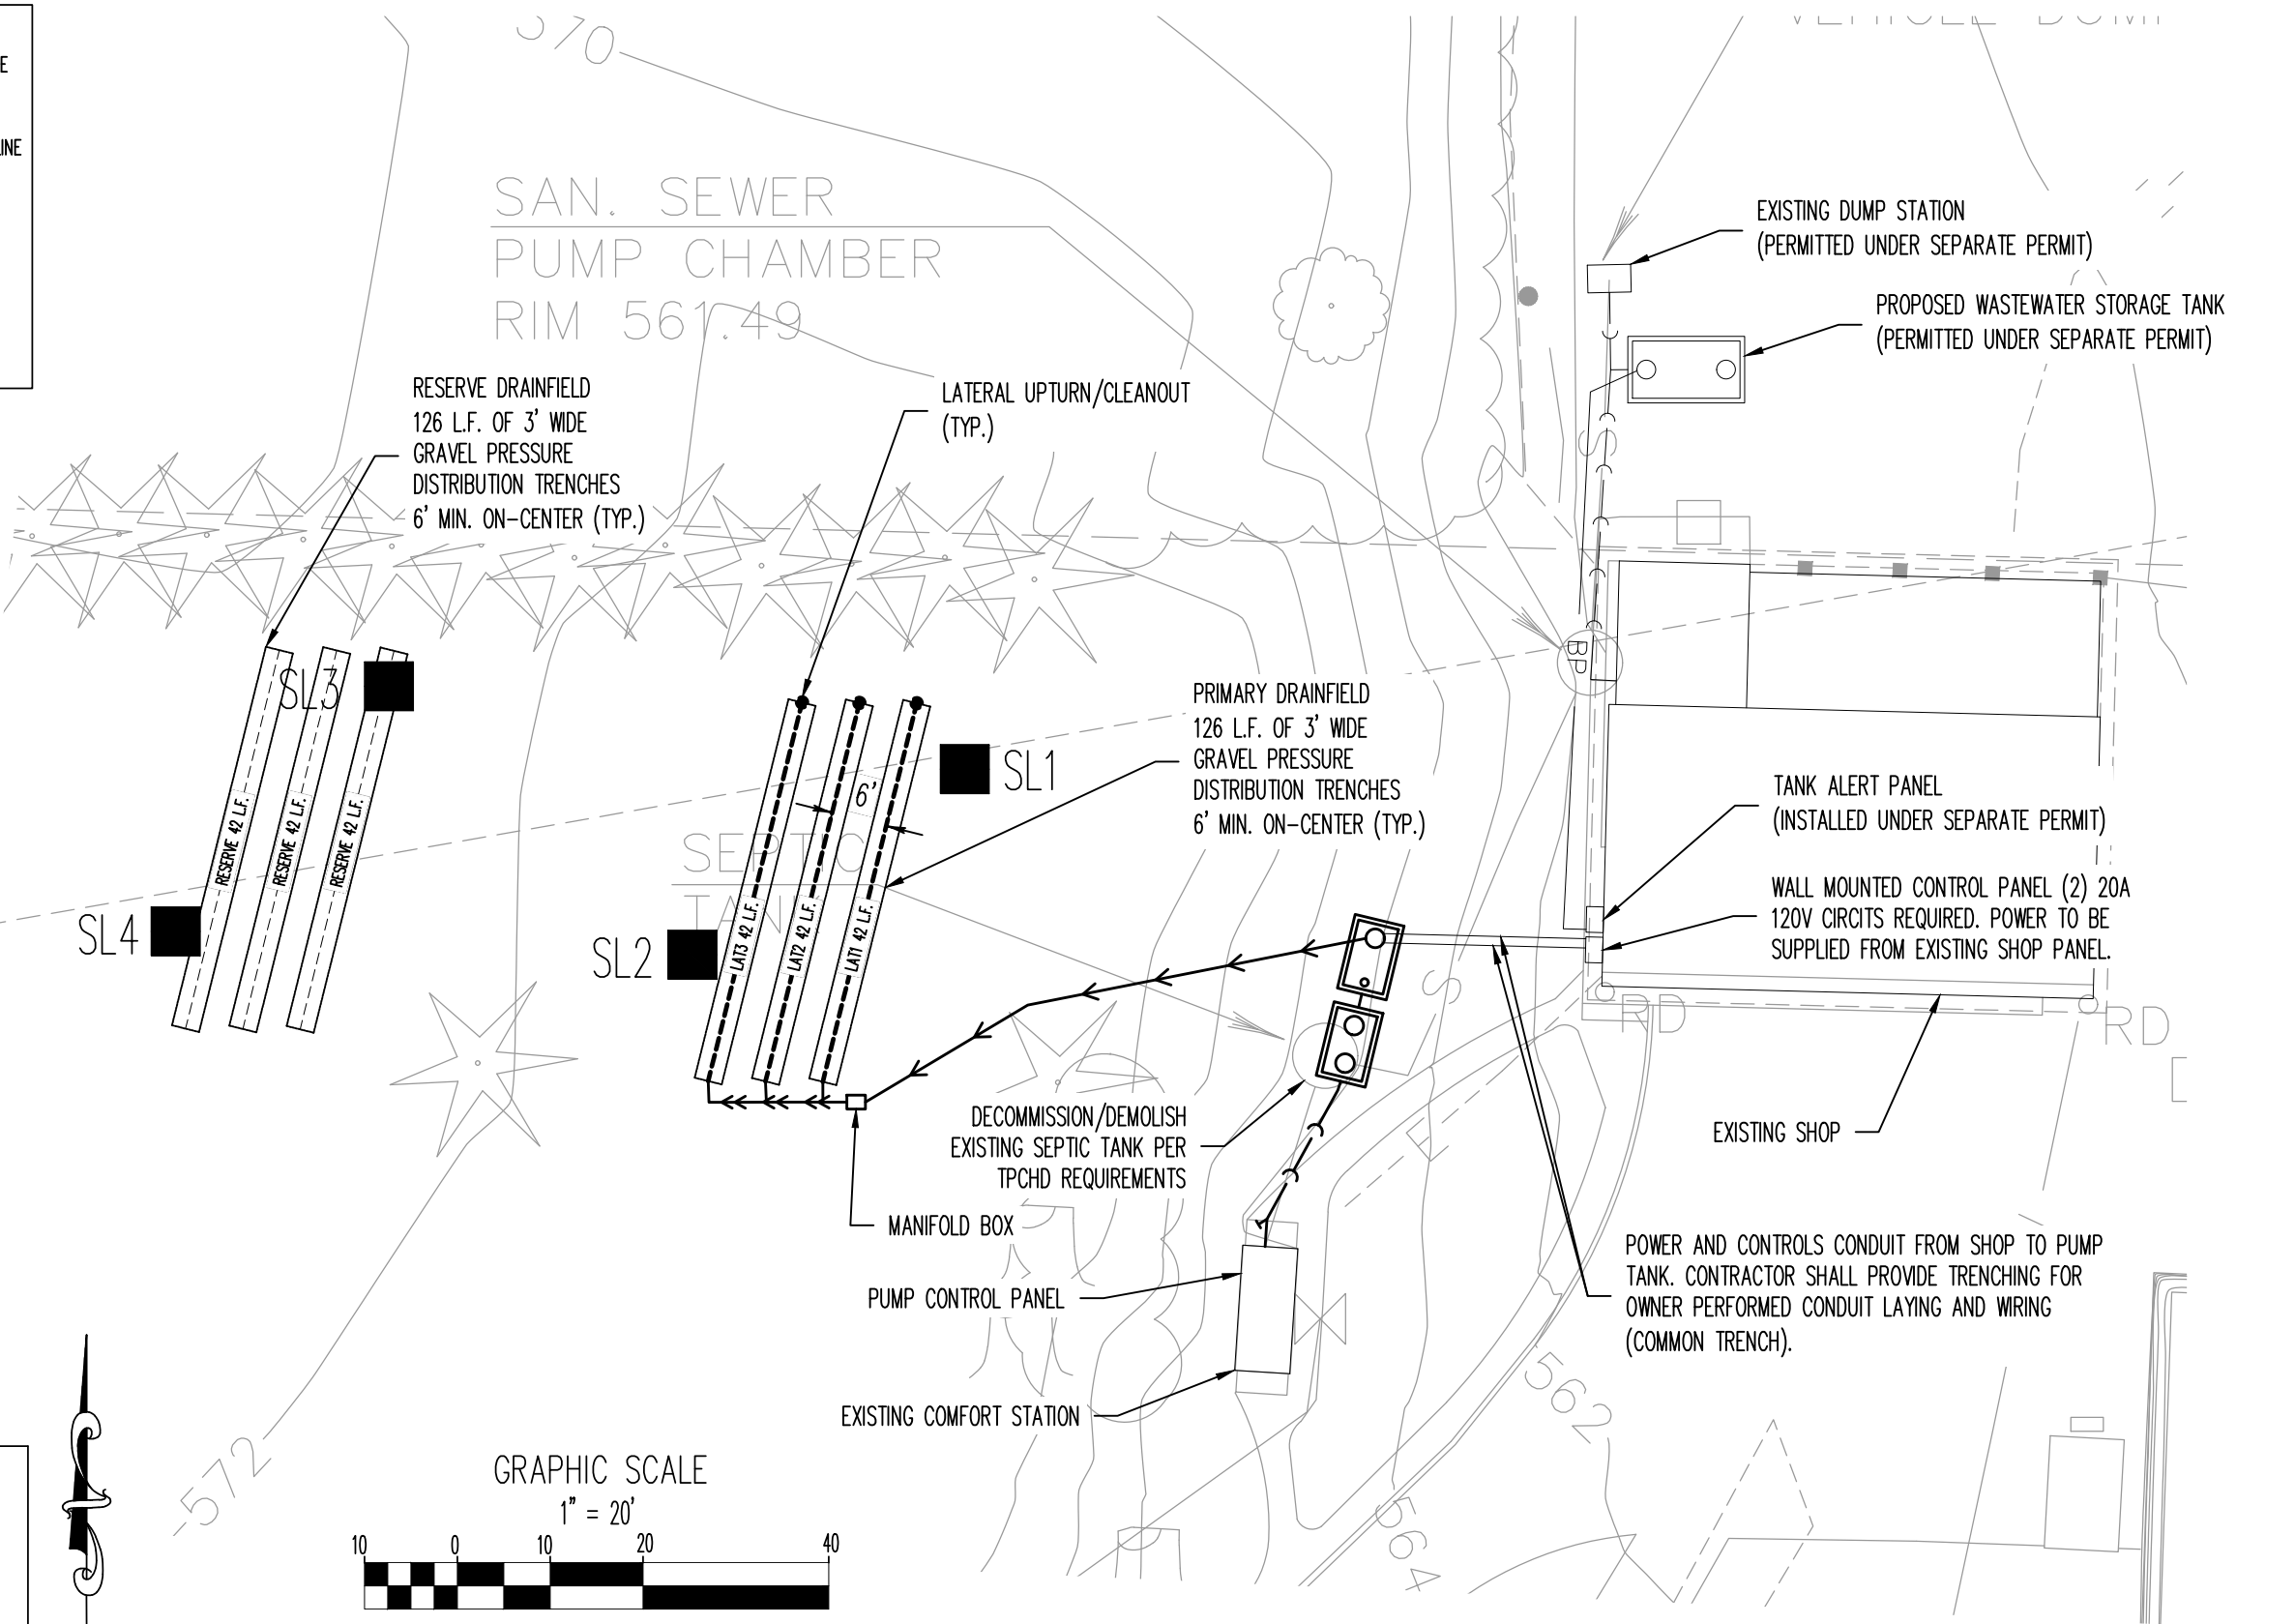 E
LINE
570
SAN. SEWER
PUMP CHAMBER
RIM 561.49
EXISTING DUMP STATION
(PERMITTED UNDER SEPARATE PERMIT)
PROPOSED WASTEWATER STORAGE TANK
(PERMITTED UNDER SEPARATE PERMIT)
RESERVE DRAINFIELD
126 L.F. OF 3' WIDE
GRAVEL PRESSURE
DISTRIBUTION TRENCHES
6' MIN. ON-CENTER (TYP.)
LATERAL UPTURN/CLEANOUT
(TYP.)
S
BP
SL3
PRIMARY DRAINFIELD
126 L.F. OF 3' WIDE
GRAVEL PRESSURE
DISTRIBUTION TRENCHES
6' MIN. ON-CENTER (TYP.)
SL1
6'
SEPTIC
TANK
TANK ALERT PANEL
(INSTALLED UNDER SEPARATE PERMIT)
WALL MOUNTED CONTROL PANEL (2) 20A
120V CIRCITS REQUIRED. POWER TO BE
SUPPLIED FROM EXISTING SHOP PANEL.
RESERVE 42 L.F.
RESERVE 42 L.F.
RESERVE 42 L.F.
SL4
SL2
LAT3 42 L.F.
LAT2 42 L.F.
LAT1 42 L.F.
S
RD
RD
DECOMMISSION/DEMOLISH
EXISTING SEPTIC TANK PER
TPCHD REQUIREMENTS
EXISTING SHOP
MANIFOLD BOX
PUMP CONTROL PANEL
POWER AND CONTROLS CONDUIT FROM SHOP TO PUMP
TANK. CONTRACTOR SHALL PROVIDE TRENCHING FOR
OWNER PERFORMED CONDUIT LAYING AND WIRING
(COMMON TRENCH).
EXISTING COMFORT STATION
562
572
564
GRAPHIC SCALE
1" = 20'
10 0 10 20 40